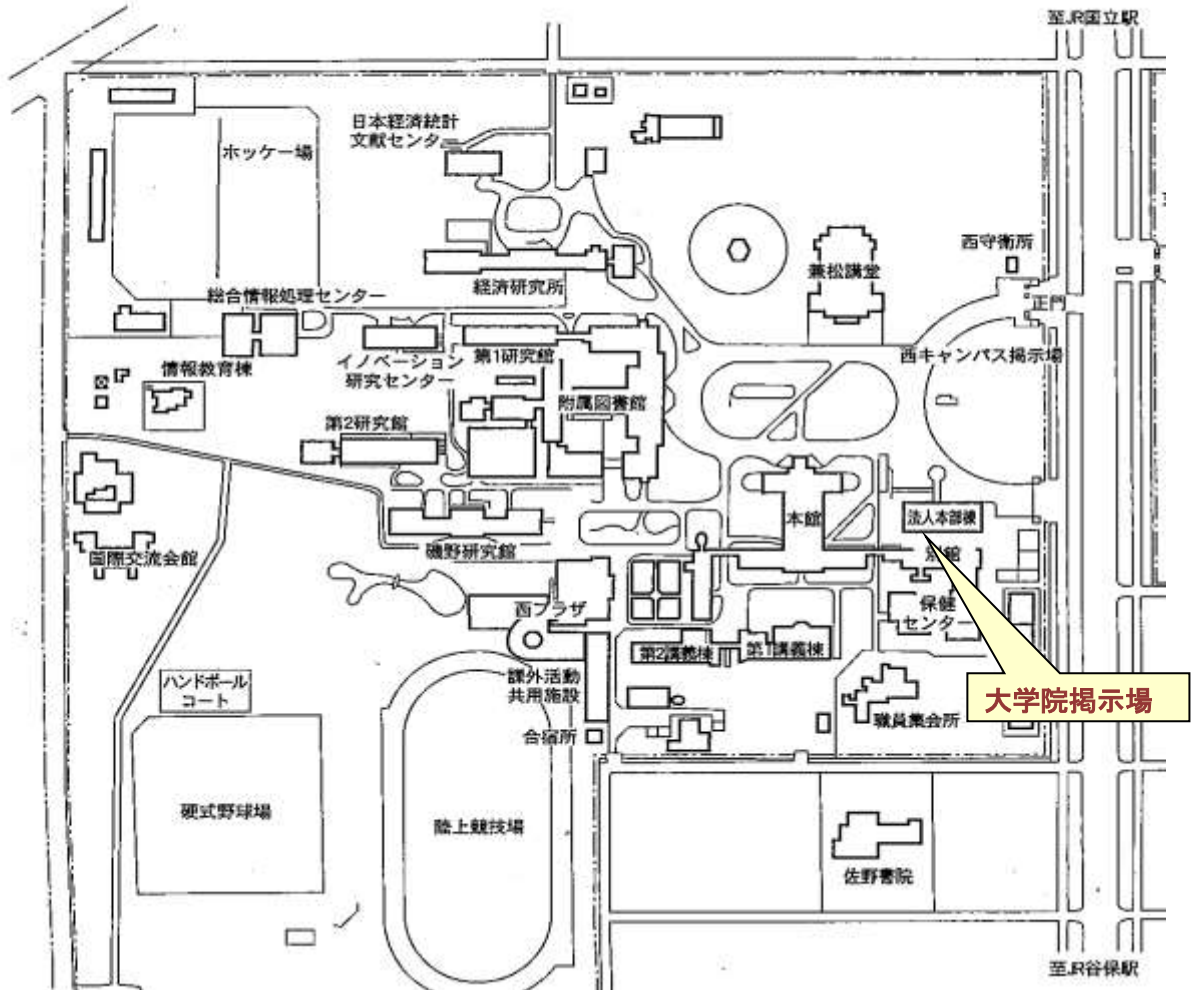 至JR国立駅
日本経済統計
文献センター
ホッケー場
西守衛所
兼松講堂
経済研究所
総合情報処理センター
正門
イノベーション
研究センター
第1研究館
西キャンパス掲示場
情報教育棟
附属図書館
第2研究館
本館
法人本部棟
磯野研究館
別館
国際交流会館
西プラザ
保健
センター
第2講義棟
第1講義棟
課外活動
共用施設
ハンドボール
コート
大学院掲示場
職員集会所
合宿所
硬式野球場
陸上競技場
佐野書院
至JR谷保駅